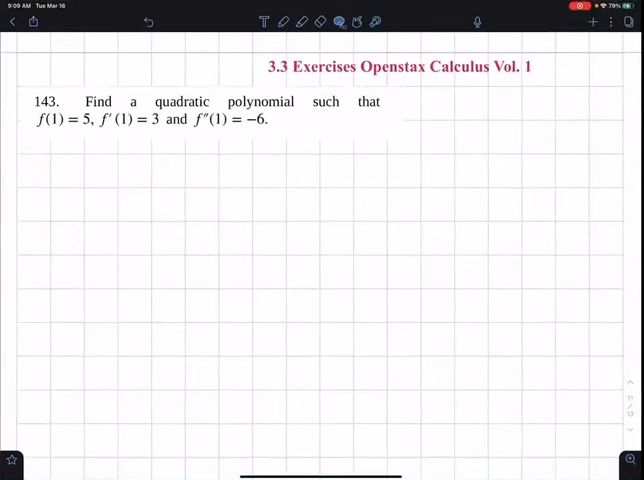 9:09 AM Tue Mar 16
79%
3.3 Exercises Openstax Calculus Vol. 1
143. Find a quadratic polynomial such that
f(1) = 5, f′(1) = 3 and f″(1) = −6.